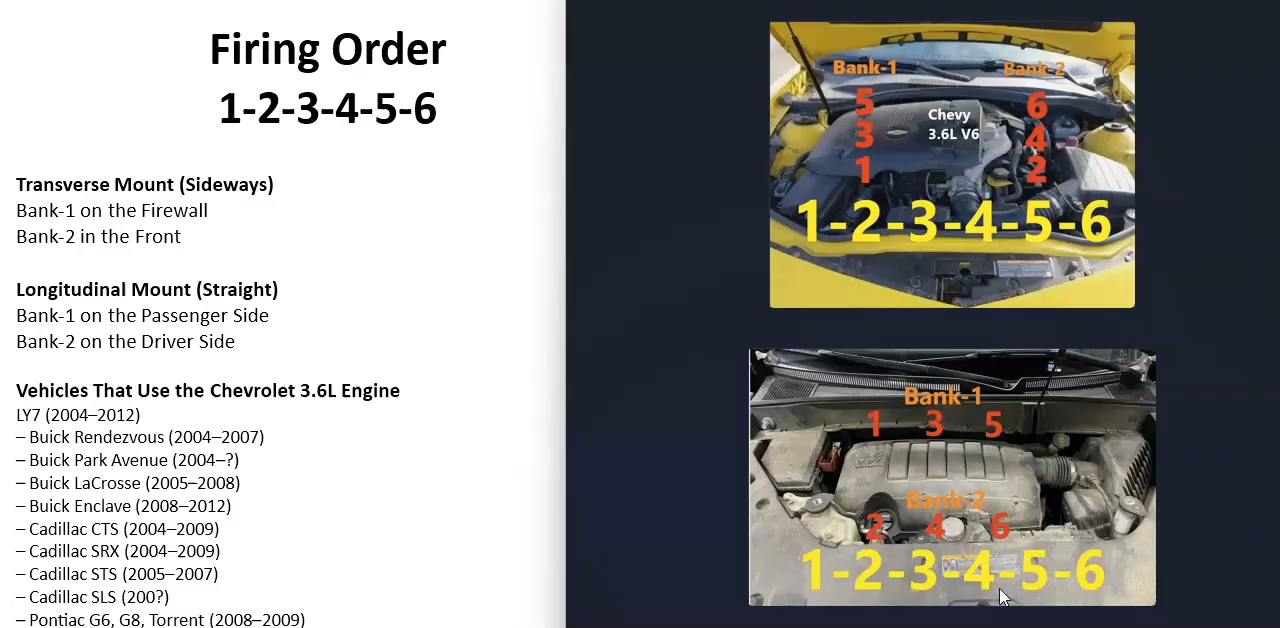 Firing Order
1-2-3-4-5-6
Transverse Mount (Sideways)
Bank-1 on the Firewall
Bank-2 in the Front
Longitudinal Mount (Straight)
Bank-1 on the Passenger Side
Bank-2 on the Driver Side
Vehicles That Use the Chevrolet 3.6L Engine
LY7 (2004–2012)
– Buick Rendezvous (2004–2007)
– Buick Park Avenue (2004–?)
– Buick LaCrosse (2005–2008)
– Buick Enclave (2008–2012)
– Cadillac CTS (2004–2009)
– Cadillac SRX (2004–2009)
– Cadillac STS (2005–2007)
– Cadillac SLS (200?)
– Pontiac G6, G8, Torrent (2008–2009)
Bank-1 Bank-2
5 6
Chevy
3.6L V6
3 4
1 2
1-2-3-4-5-6
Bank-1
1 3 5
Bank-2
2 4 6
1-2-3-4-5-6